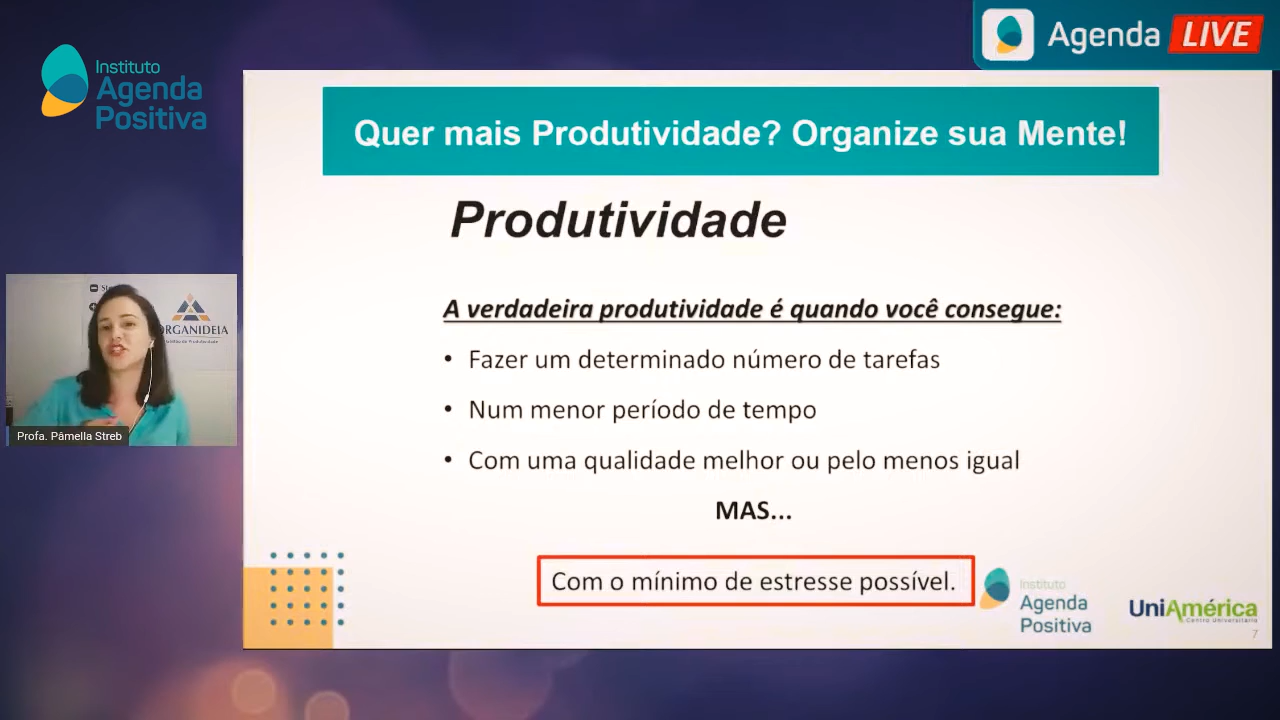 Instituto
Agenda
Positiva
Agenda LIVE
Quer mais Produtividade? Organize sua Mente!
Produtividade
A verdadeira produtividade é quando você consegue:
• Fazer um determinado número de tarefas
• Num menor período de tempo
• Com uma qualidade melhor ou pelo menos igual
MAS...
Com o mínimo de estresse possível.
Instituto
Agenda
Positiva
UniAmérica
Centro Universitário
7
ORGANIDEIA
Profa. Pâmella Streb